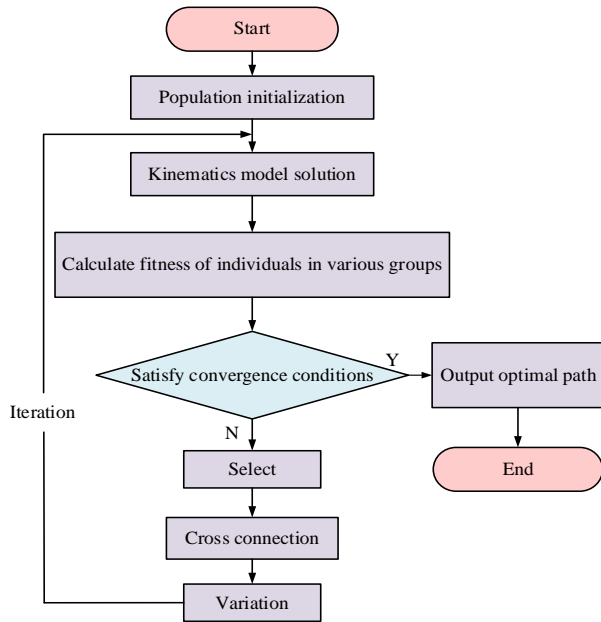 Start
Population initialization
Kinematics model solution
Calculate fitness of individuals in various groups
Satisfy convergence conditions
Y
Output optimal path
Iteration
N
End
Select
Cross connection
Variation